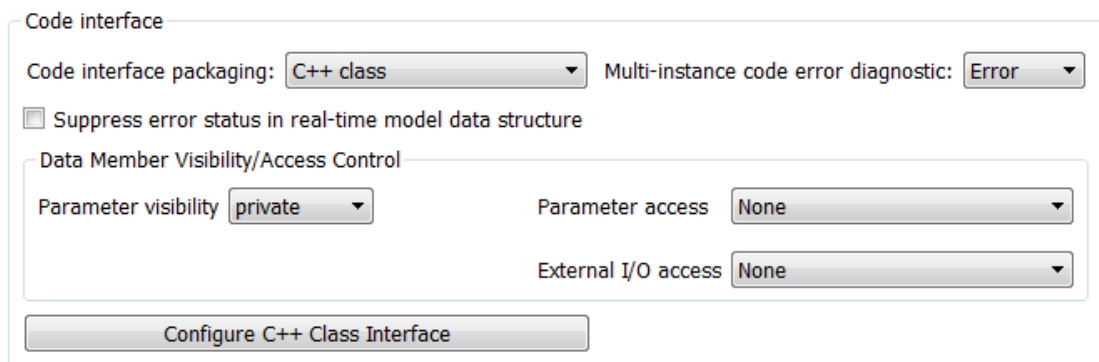 Code interface
Code interface packaging: C++ class Multi-instance code error diagnostic: Error
Suppress error status in real-time model data structure
Data Member Visibility/Access Control
Parameter visibility private Parameter access None
External I/O access None
Configure C++ Class Interface